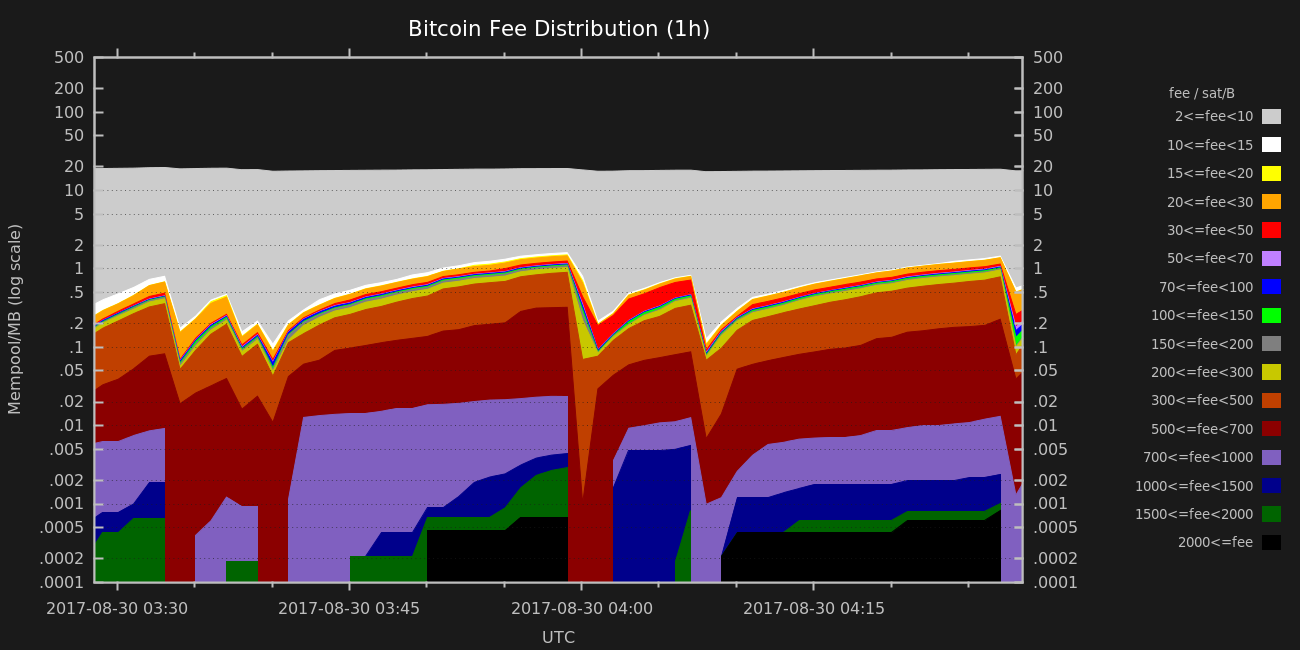 Bitcoin Fee Distribution (1h)
500
200
100
50
20
10
5
2
1
.5
.2
.1
.05
.02
.01
.005
.002
.001
.0005
.0002
.0001
Mempool/MB (log scale)
500
200
100
50
20
10
5
2
1
.5
.2
.1
.05
.02
.01
.005
.002
.001
.0005
.0002
.0001
2017-08-30 03:30 2017-08-30 03:45 2017-08-30 04:00 2017-08-30 04:15
UTC
fee / sat/B
2<=fee<10
10<=fee<15
15<=fee<20
20<=fee<30
30<=fee<50
50<=fee<70
70<=fee<100
100<=fee<150
150<=fee<200
200<=fee<300
300<=fee<500
500<=fee<700
700<=fee<1000
1000<=fee<1500
1500<=fee<2000
2000<=fee